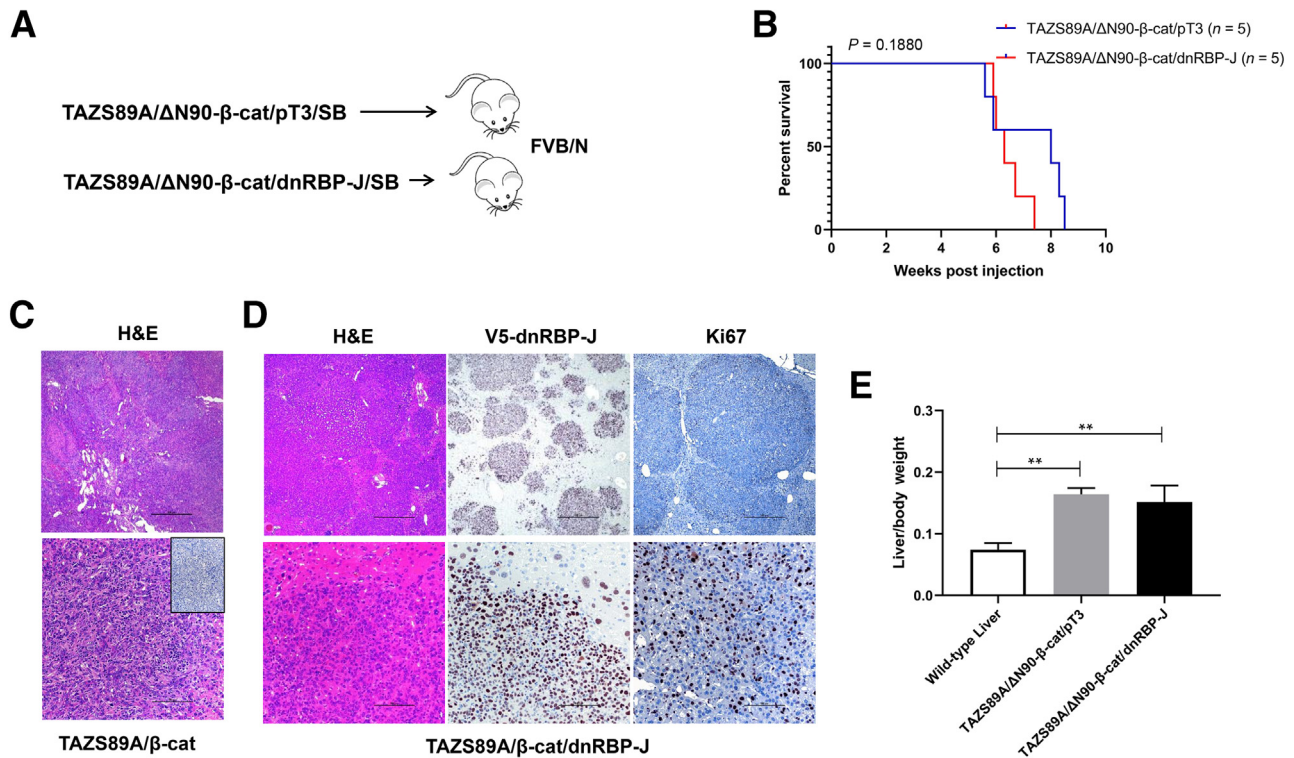 A
TAZS89A/ΔN90-β-cat/pT3/SB
FVB/N
TAZS89A/ΔN90-β-cat/dnRBP-J/SB
B
P = 0.1880
TAZS89A/ΔN90-β-cat/pT3 (n = 5)
TAZS89A/ΔN90-β-cat/dnRBP-J (n = 5)
Percent survival
100
50
0
0 2 4 6 8 10
Weeks post injection
C
H&E
TAZS89A/β-cat
D
H&E V5-dnRBP-J Ki67
TAZS89A/β-cat/dnRBP-J
E
Liver/body weight
0.3
0.2
0.1
0.0
**
**
Wild-type Liver
TAZS89A/ΔN90-β-cat/pT3
TAZS89A/ΔN90-β-cat/dnRBP-J